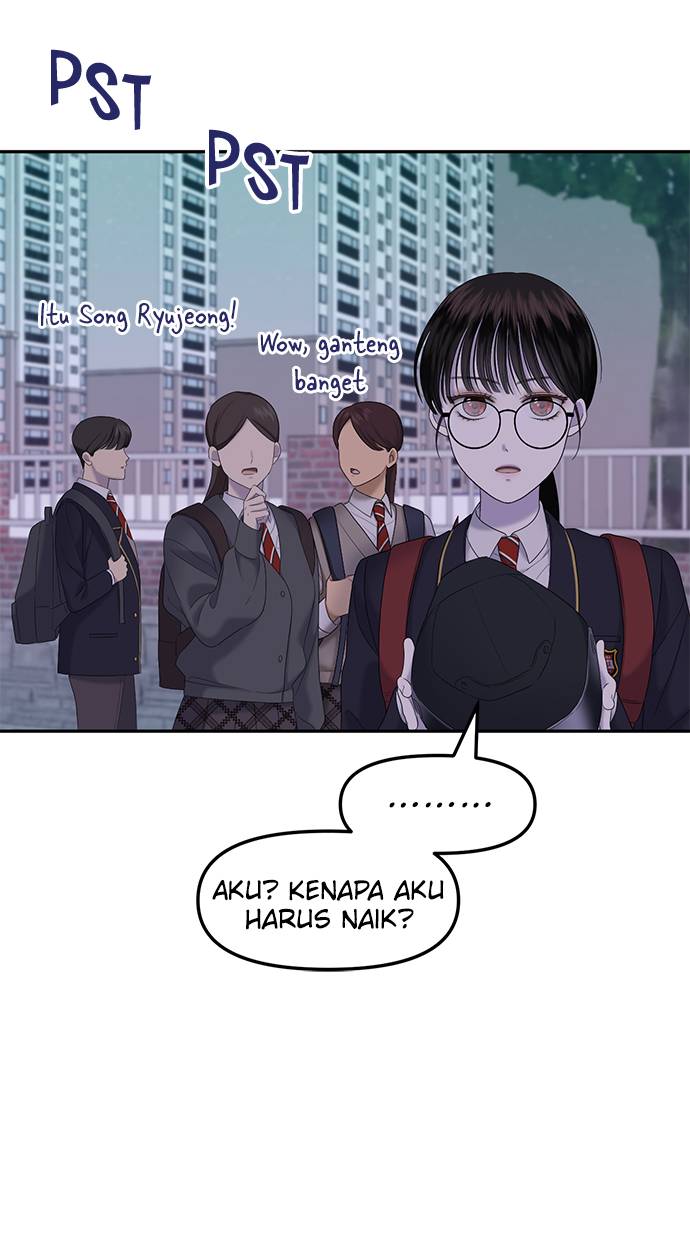 PST
PST
Itu Song Ryujeong!
Wow, ganteng
banget
.........
AKU? KENAPA AKU
HARUS NAIK?